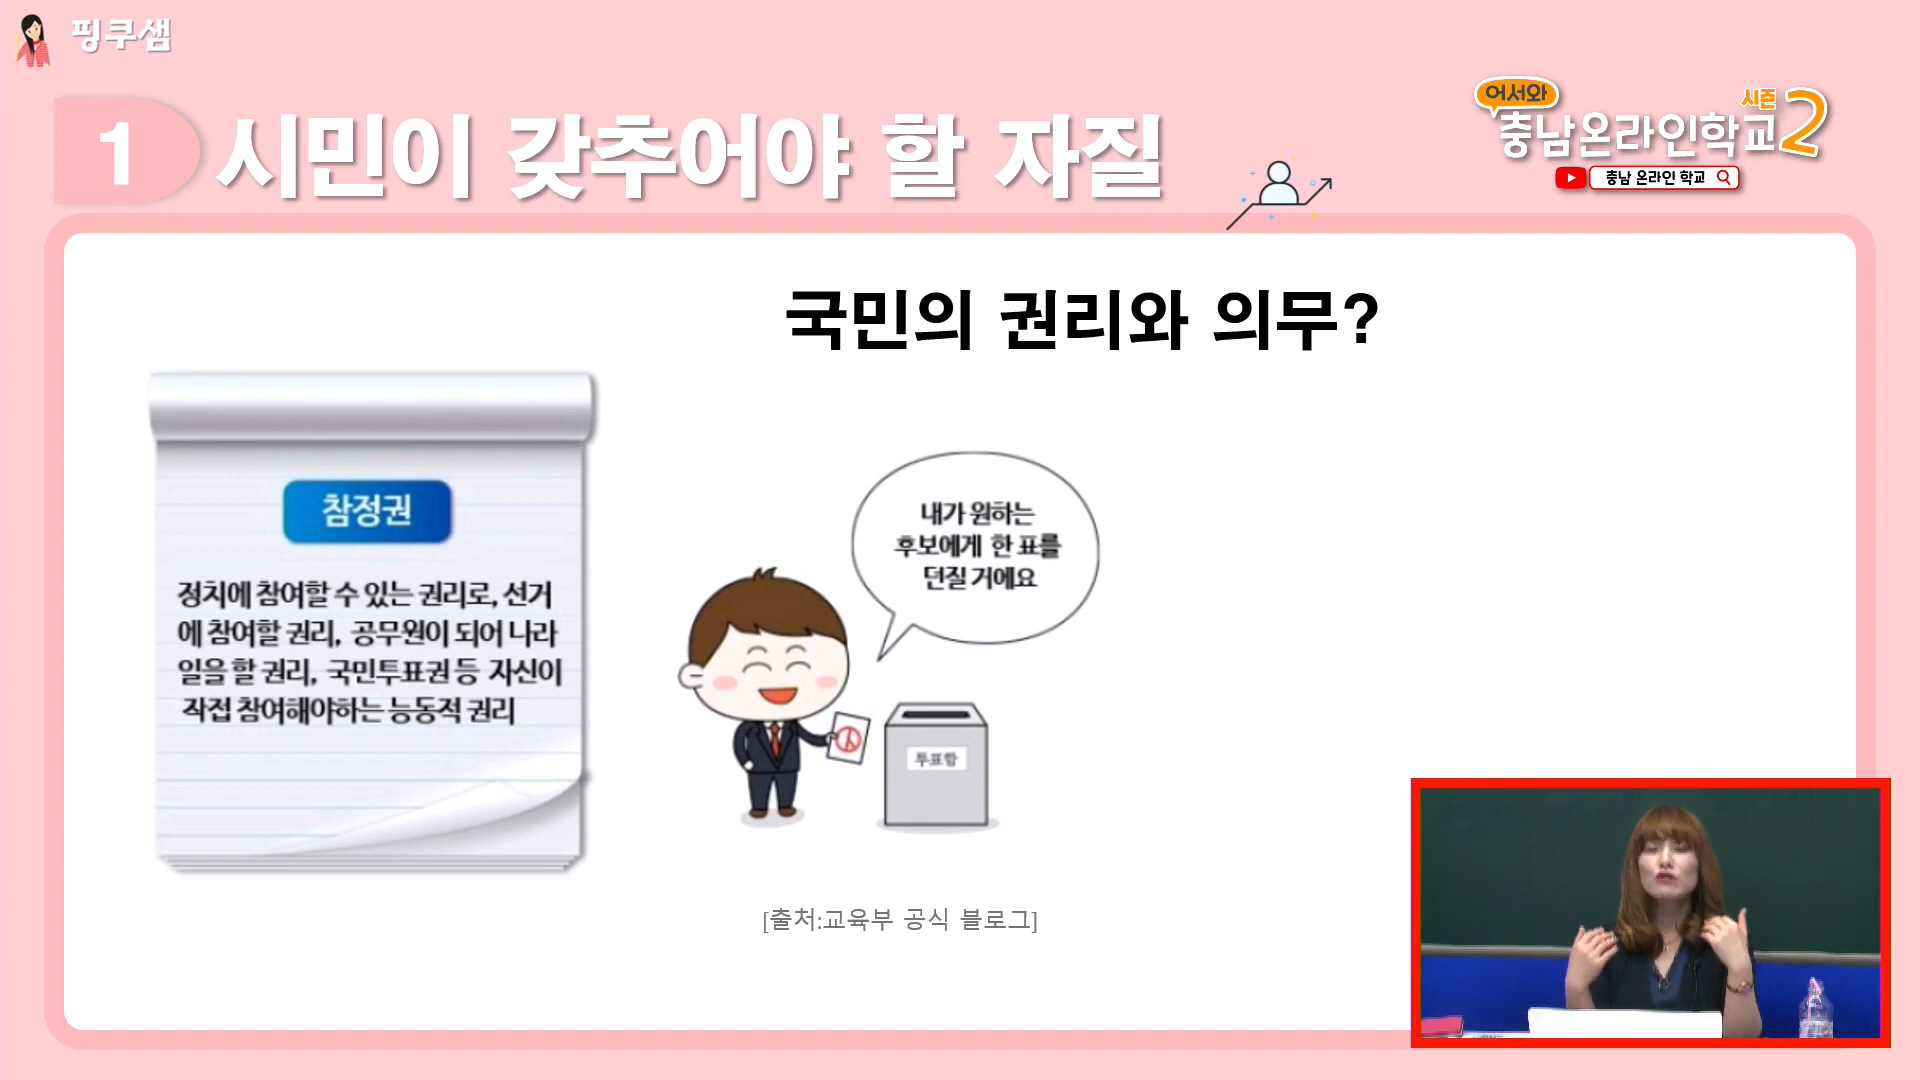 핑쿠샘
1 시민이 갖추어야 할 자질
어서와
시즌2
충남온라인학교
충남 온라인 학교
국민의 권리와 의무?
참정권
정치에 참여할 수 있는 권리로, 선거
에 참여할 권리, 공무원이 되어 나라
일을 할 권리, 국민투표권 등 자신이
직접 참여해야하는 능동적 권리
내가 원하는
후보에게 한 표를
던질 거에요
투표함
[출처:교육부 공식 블로그]